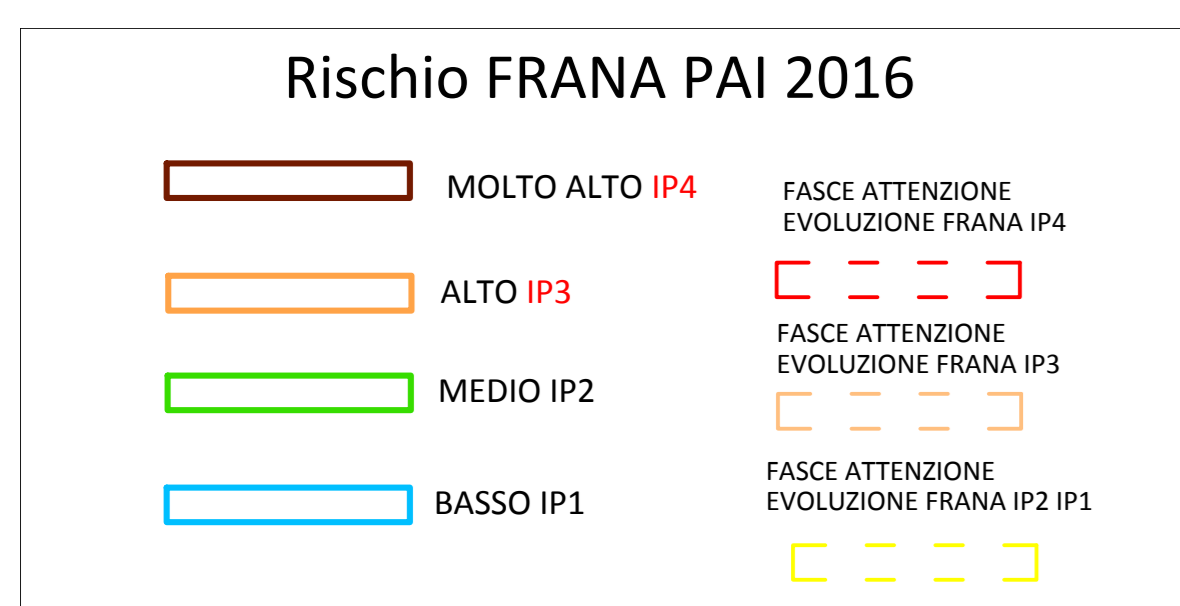 Rischio FRANA PAI 2016
MOLTO ALTO IP4
ALTO IP3
MEDIO IP2
BASSO IP1
FASCE ATTENZIONE
EVOLUZIONE FRANA IP4
FASCE ATTENZIONE
EVOLUZIONE FRANA IP3
FASCE ATTENZIONE
EVOLUZIONE FRANA IP2 IP1